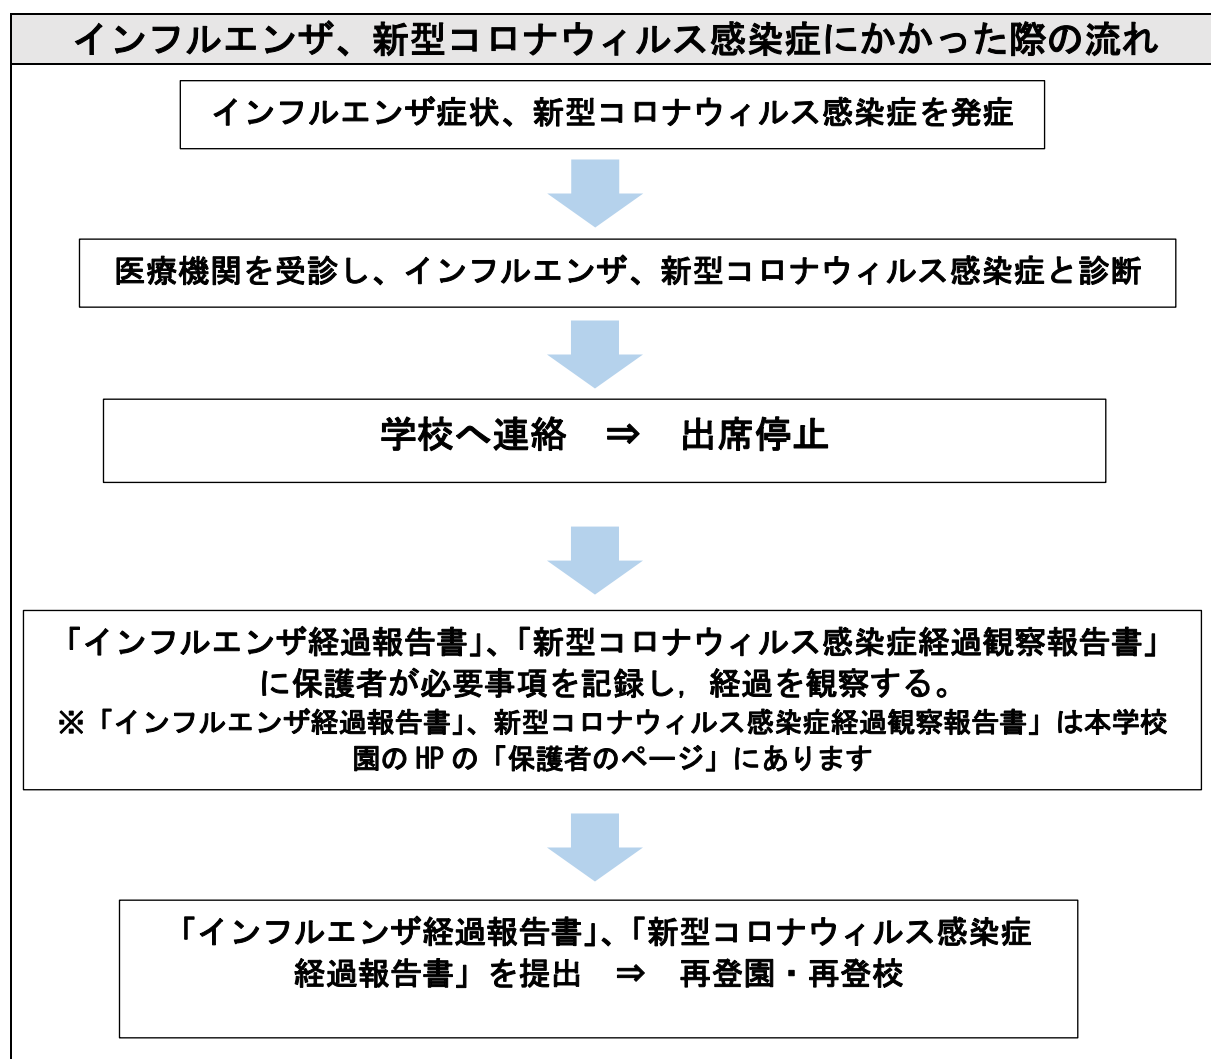 インフルエンザ、新型コロナウィルス感染症にかかった際の流れ
インフルエンザ症状、新型コロナウィルス感染症を発症
医療機関を受診し、インフルエンザ、新型コロナウィルス感染症と診断
学校へ連絡　⇒　出席停止
「インフルエンザ経過報告書」、「新型コロナウィルス感染症経過観察報告書」
に保護者が必要事項を記録し，経過を観察する。
※「インフルエンザ経過報告書」、新型コロナウィルス感染症経過観察報告書」は本学校
園の HP の「保護者のページ」にあります
「インフルエンザ経過報告書」、「新型コロナウィルス感染症
経過報告書」を提出　⇒　再登園・再登校